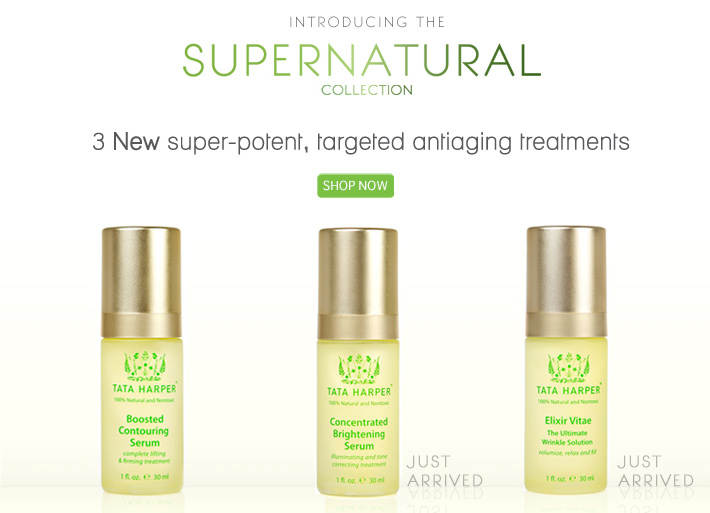 INTRODUCING THE
SUPERNATURAL
COLLECTION
3 New super-potent, targeted antiaging treatments
SHOP NOW
TATA HARPER™
100% Natural and Nontoxic
Boosted
Contouring
Serum
complete lifting
& firming treatment
1 fl. oz. ℮ 30 ml
TATA HARPER™
100% Natural and Nontoxic
Concentrated
Brightening
Serum
illuminating and tone
correcting treatment
1 fl. oz. ℮ 30 ml
JUST
ARRIVED
TATA HARPER™
100% Natural and Nontoxic
Elixir Vitae
The Ultimate
Wrinkle Solution
volumize, relax and fill
1 fl. oz. ℮ 30 ml
JUST
ARRIVED